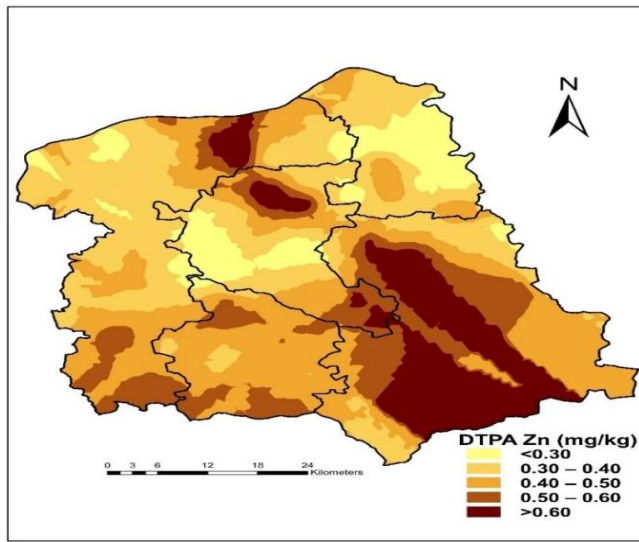 N
DTPA Zn (mg/kg)
<0.30
0.30 – 0.40
0.40 – 0.50
0.50 – 0.60
>0.60
0 3 6 12 18 24
Kilometers